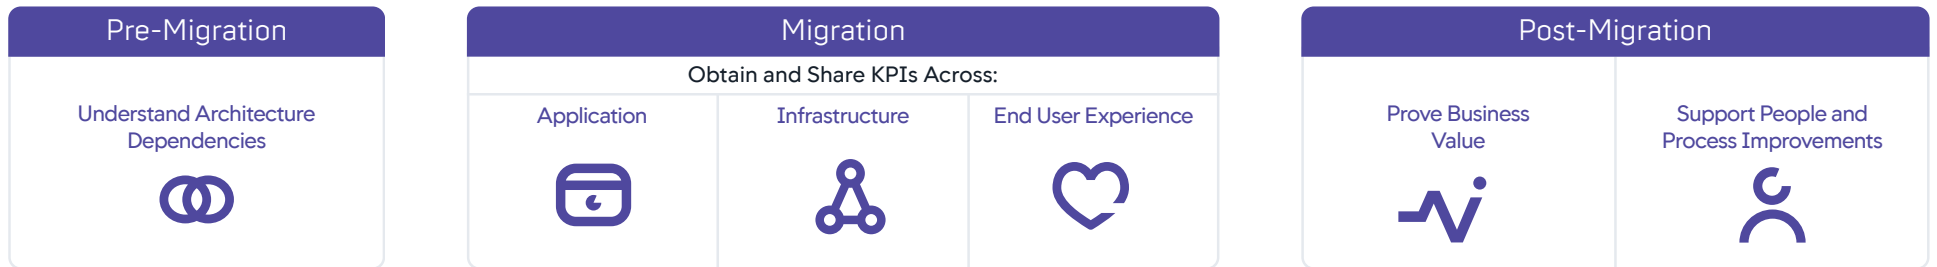 Pre-Migration
Understand Architecture
Dependencies
Migration
Obtain and Share KPIs Across:
Application
Infrastructure
End User Experience
Post-Migration
Prove Business
Value
Support People and
Process Improvements